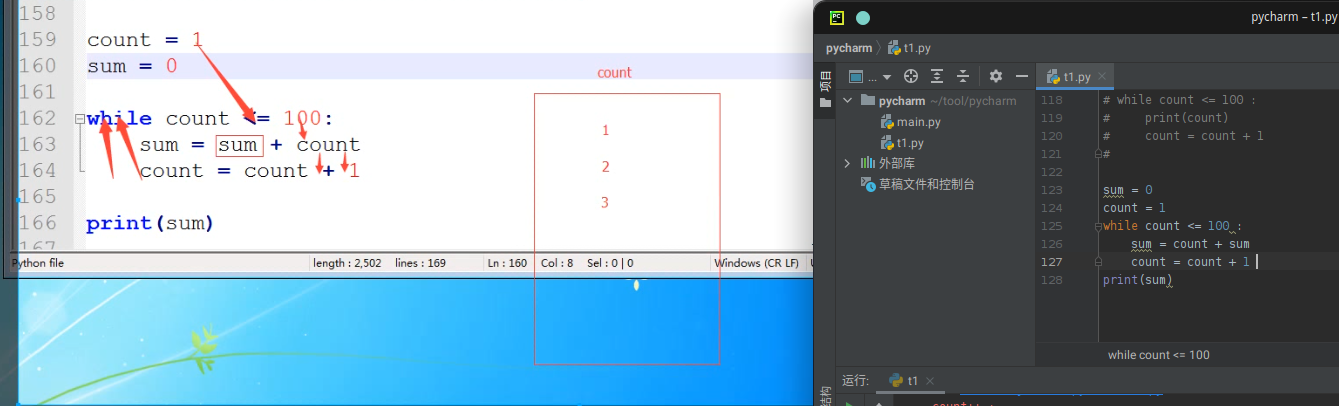 158
159 count = 1
160 sum = 0
161
162 while count <= 100:
163 sum = sum + count
164 count = count + 1
165
166 print(sum)
167
Python file length : 2,502 lines : 169 Ln : 160 Col : 8 Sel : 0 | 0 Windows (CR LF)
count
1
2
3
PC
pycharm – t1.py
pycharm t1.py
项目
...
pycharm ~/tool/pycharm
main.py
t1.py
外部库
草稿文件和控制台
t1.py
118 # while count <= 100 :
119 #     print(count)
120 #     count = count + 1
121 #
122
123 sum = 0
124 count = 1
125 while count <= 100 :
126 sum = count + sum
127 count = count + 1
128 print(sum)
while count <= 100
运行: t1
结构